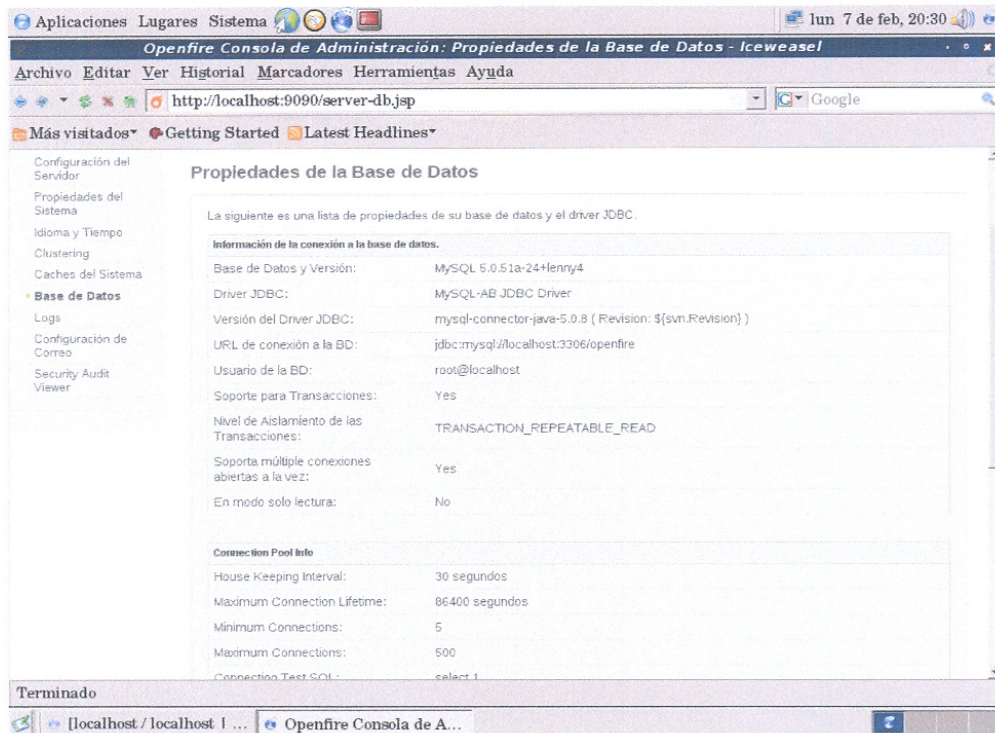 Aplicaciones Lugares Sistema
lun 7 de feb, 20:30
Openfire Consola de Administración: Propiedades de la Base de Datos - Iceweasel
Archivo Editar Ver Historial Marcadores Herramientas Ayuda
http://localhost:9090/server-db.jsp
Google
Más visitados Getting Started Latest Headlines
Configuración del
Servidor
Propiedades del
Sistema
Idioma y Tiempo
Clustering
Caches del Sistema
Base de Datos
Logs
Configuración de
Correo
Security Audit
Viewer
Propiedades de la Base de Datos
La siguiente es una lista de propiedades de su base de datos y el driver JDBC.
Información de la conexión a la base de datos.
Base de Datos y Versión: MySQL 5.0.51a-24+lenny4
Driver JDBC: MySQL-AB JDBC Driver
Versión del Driver JDBC: mysql-connector-java-5.0.8 ( Revision: ${svn.Revision} )
URL de conexión a la BD: jdbc:mysql://localhost:3306/openfire
Usuario de la BD: root@localhost
Soporte para Transacciones: Yes
Nivel de Aislamiento de las
Transacciones: TRANSACTION_REPEATABLE_READ
Soporta múltiple conexiones
abiertas a la vez: Yes
En modo solo lectura: No
Connection Pool Info
House Keeping Interval: 30 segundos
Maximum Connection Lifetime: 86400 segundos
Minimum Connections: 5
Maximum Connections: 500
Connection Test SQL: select 1
Terminado
[localhost / localhost | ...
Openfire Consola de A...